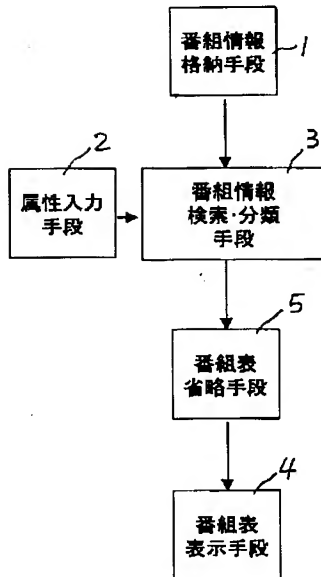 番組情報
格納手段
1
2
属性入力
手段
3
番組情報
検索・分類
手段
5
番組表
省略手段
4
番組表
表示手段